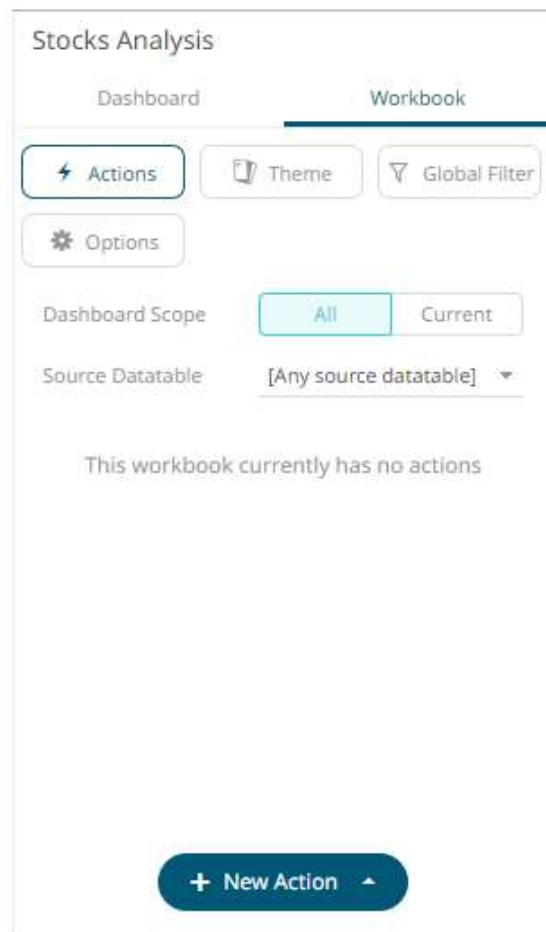 Stocks Analysis
Dashboard Workbook
Actions Theme Global Filter
Options
Dashboard Scope All Current
Source Datatable [Any source datatable]
This workbook currently has no actions
+ New Action